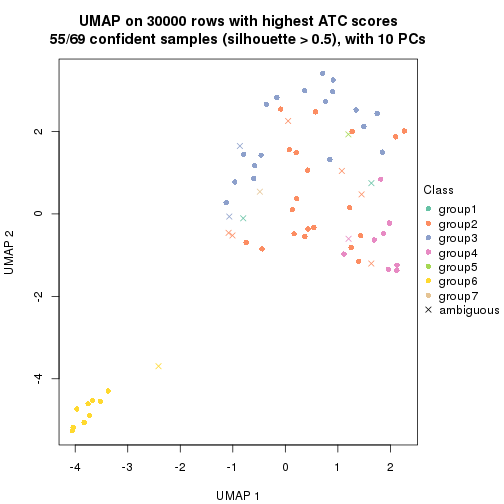 UMAP on 30000 rows with highest ATC scores
55/69 confident samples (silhouette > 0.5), with 10 PCs
UMAP 2
2
0
-2
-4
-4
-3
-2
-1
0
1
2
UMAP 1
Class
group1
group2
group3
group4
group5
group6
group7
ambiguous